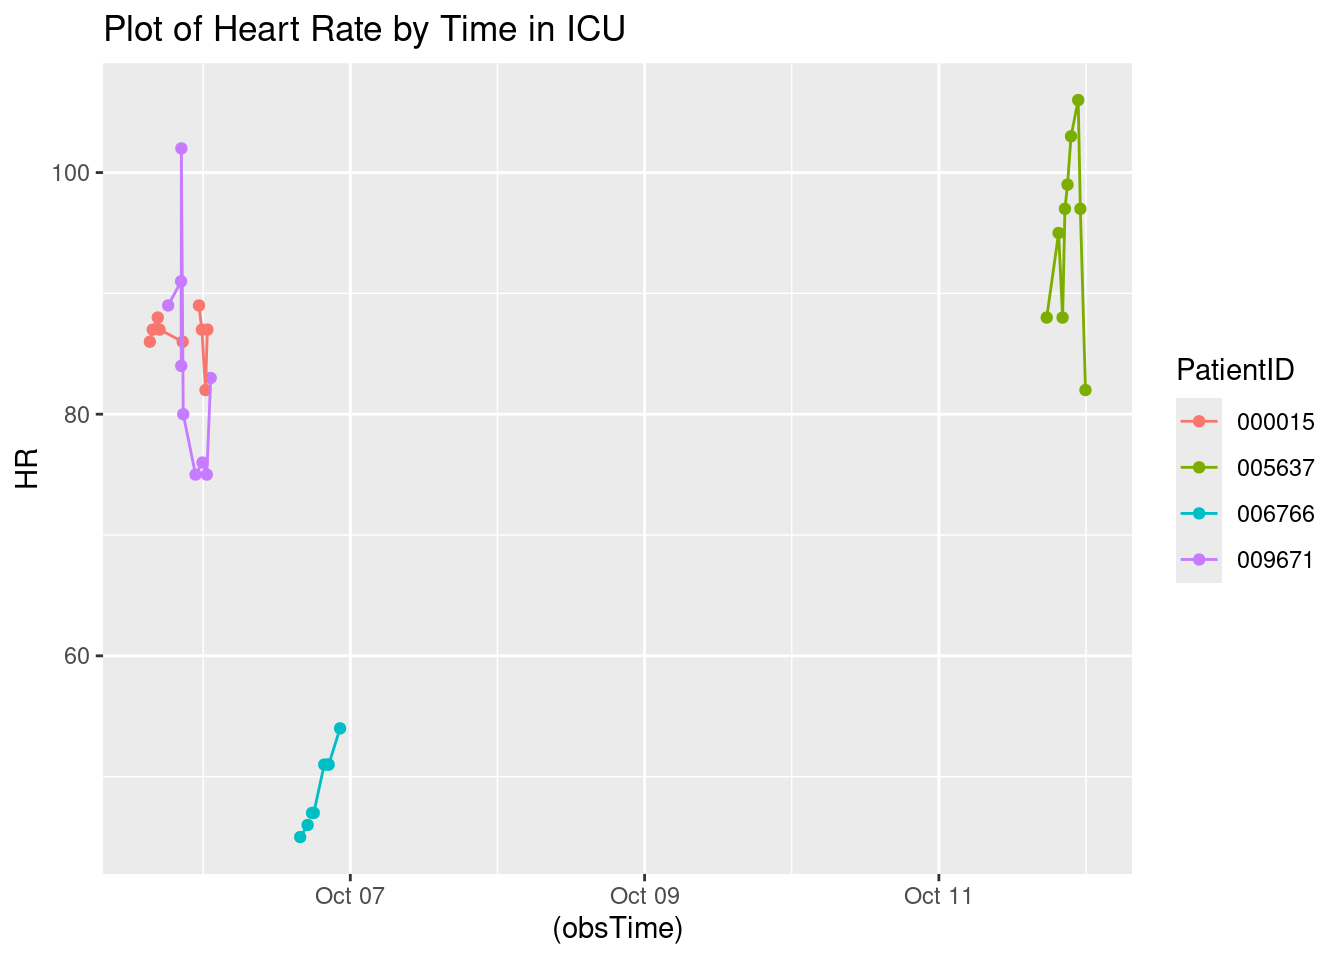 Plot of Heart Rate by Time in ICU
100
80
60
HR
Oct 07
Oct 09
Oct 11
(obsTime)
PatientID
000015
005637
006766
009671